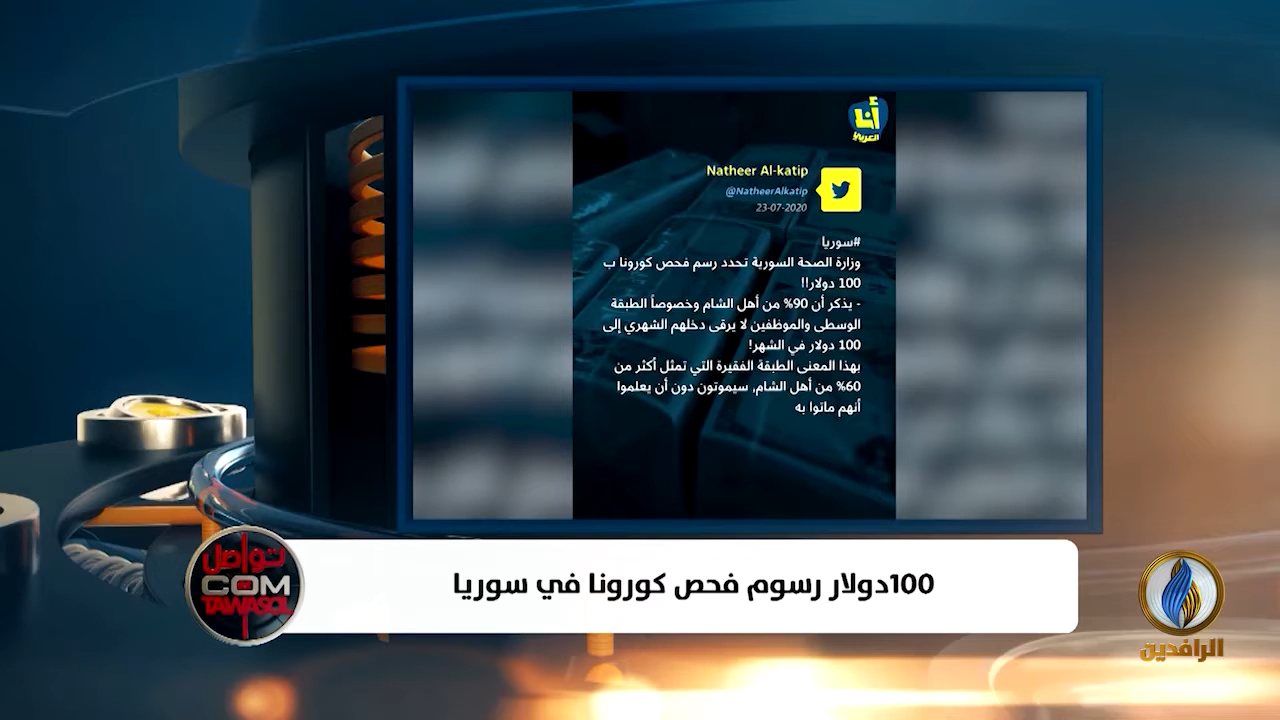 أنا
العربي
Natheer Al-katip
@NatheerAlkatip
23-07-2020
#سوريا
وزارة الصحة السورية تحدد رسم فحص كورونا ب
100 دولار!!
- يذكر أن 90% من أهل الشام وخصوصاً الطبقة
الوسطى والموظفين لا يرقى دخلهم الشهري إلى
100 دولار في الشهر!
بهذا المعنى الطبقة الفقيرة التي تمثل أكثر من
60% من أهل الشام, سيموتون دون أن يعلموا
أنهم ماتوا به
100دولار رسوم فحص كورونا في سوريا
تواصل
COM
TAWASOL
الرافدين